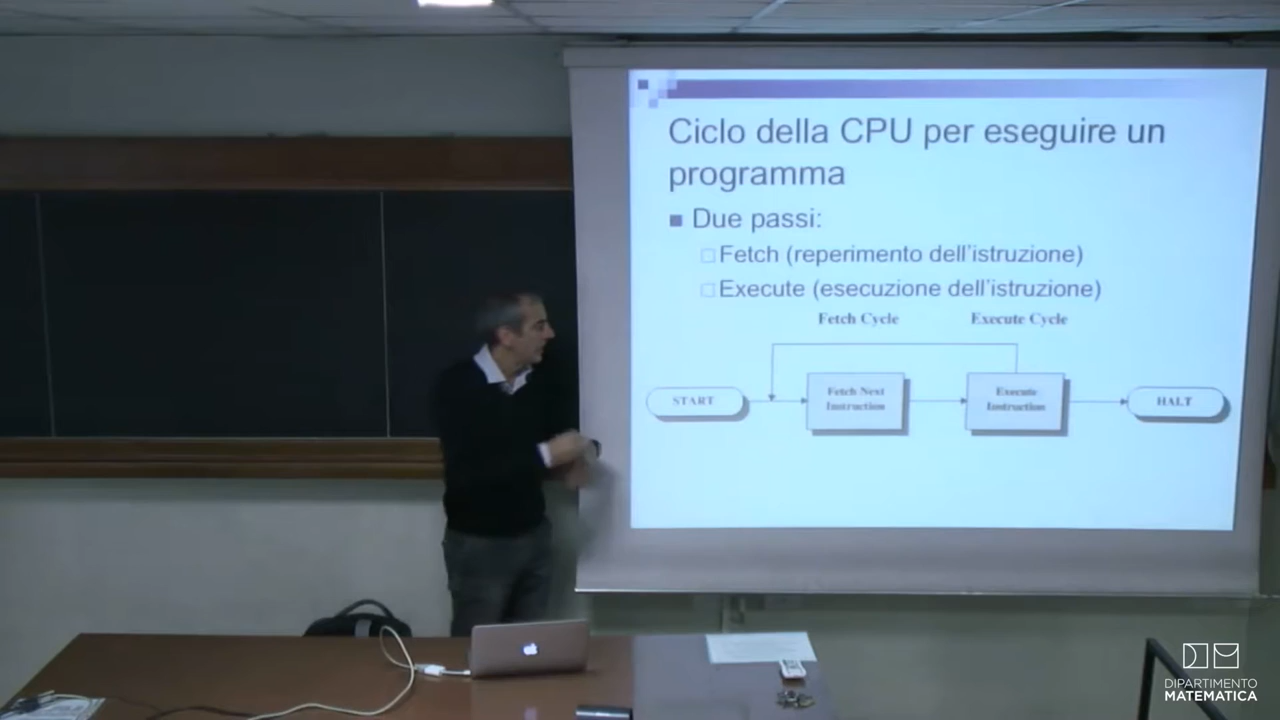 Ciclo della CPU per eseguire un
programma
Due passi:
Fetch (reperimento dell'istruzione)
Execute (esecuzione dell'istruzione)
Fetch Cycle
Execute Cycle
START
Fetch Next
Instruction
Execute
Instruction
HALT
DIPARTIMENTO
MATEMATICA